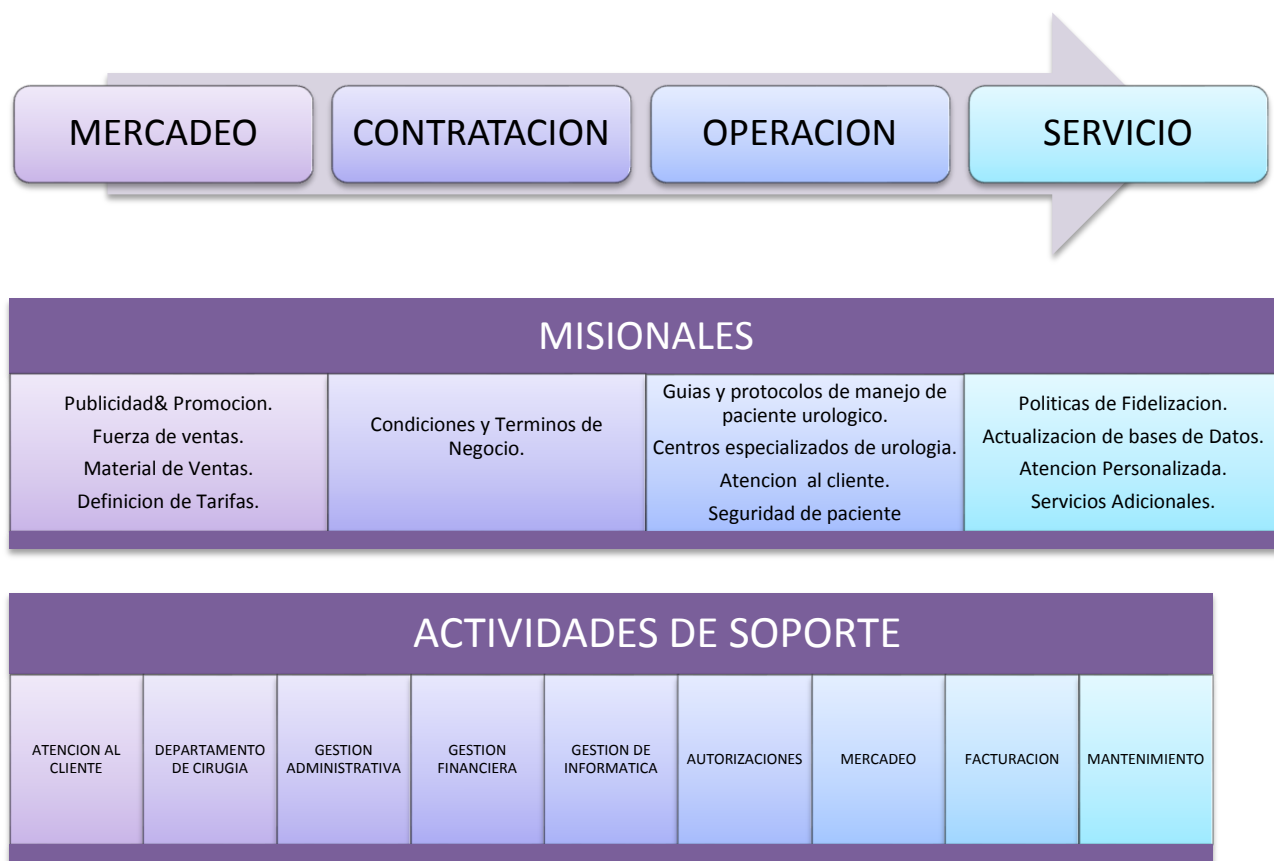 MERCADEO
CONTRATACION
OPERACION
SERVICIO
MISIONALES
Publicidad& Promocion.
Fuerza de ventas.
Material de Ventas.
Definicion de Tarifas.
Condiciones y Terminos de
Negocio.
Guias y protocolos de manejo de
paciente urologico.
Centros especializados de urologia.
Atencion al cliente.
Seguridad de paciente
Politicas de Fidelizacion.
Actualizacion de bases de Datos.
Atencion Personalizada.
Servicios Adicionales.
ACTIVIDADES DE SOPORTE
ATENCION AL
CLIENTE
DEPARTAMENTO
DE CIRUGIA
GESTION
ADMINISTRATIVA
GESTION
FINANCIERA
GESTION DE
INFORMATICA
AUTORIZACIONES
MERCADEO
FACTURACION
MANTENIMIENTO